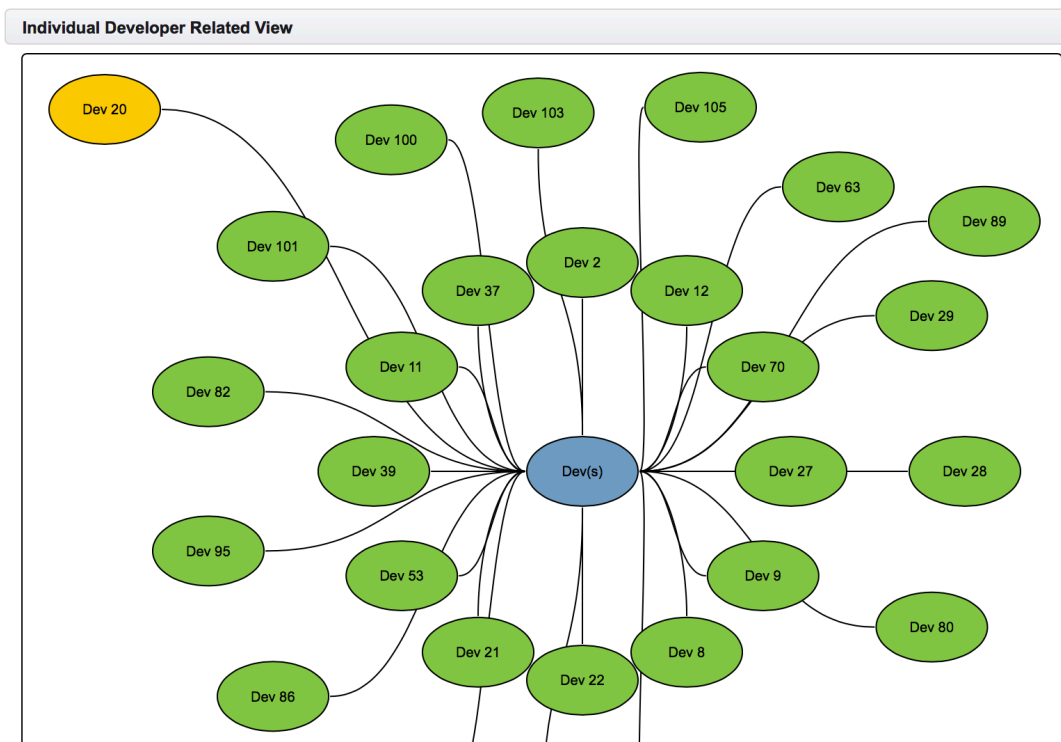 Individual Developer Related View
Dev 20
Dev 100
Dev 103
Dev 105
Dev 63
Dev 89
Dev 101
Dev 37
Dev 2
Dev 12
Dev 29
Dev 11
Dev 70
Dev 82
Dev 39
Dev(s)
Dev 27
Dev 28
Dev 95
Dev 53
Dev 9
Dev 80
Dev 21
Dev 22
Dev 8
Dev 86